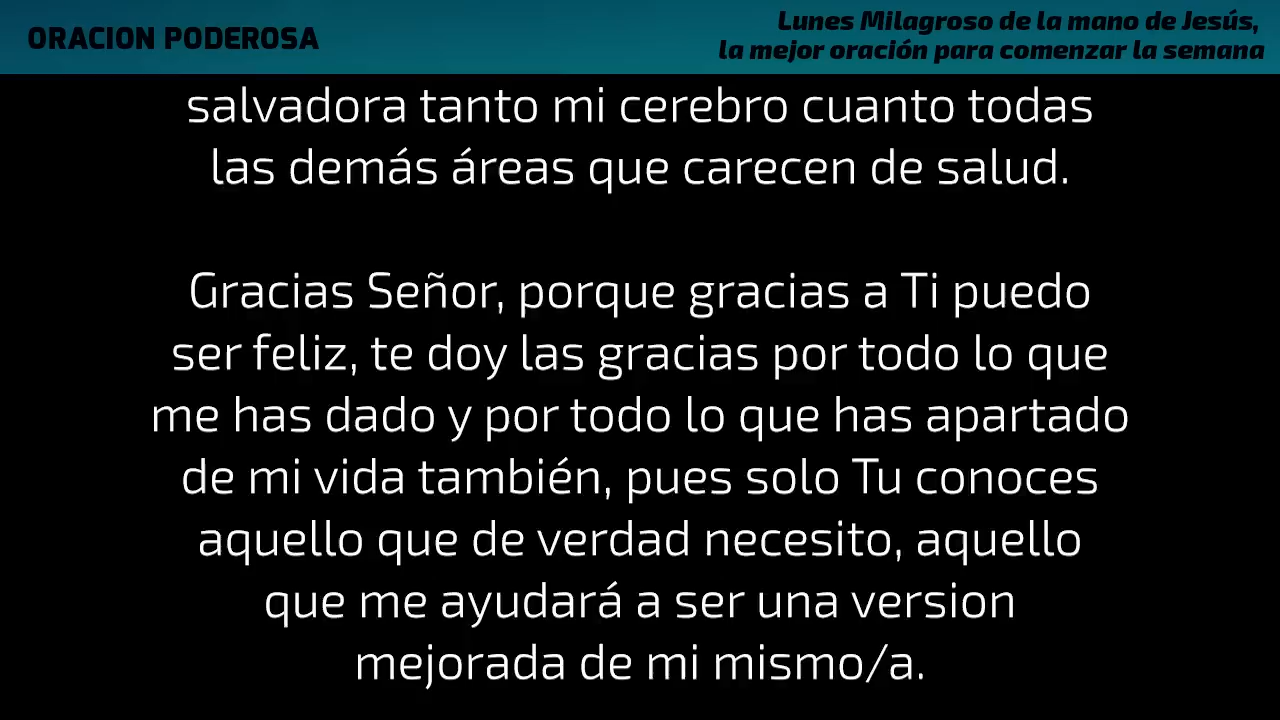 ORACION PODEROSA
Lunes Milagroso de la mano de Jesús,
la mejor oración para comenzar la semana
salvadora tanto mi cerebro cuanto todas
las demás áreas que carecen de salud.
Gracias Señor, porque gracias a Ti puedo
ser feliz, te doy las gracias por todo lo que
me has dado y por todo lo que has apartado
de mi vida también, pues solo Tu conoces
aquello que de verdad necesito, aquello
que me ayudará a ser una version
mejorada de mi mismo/a.